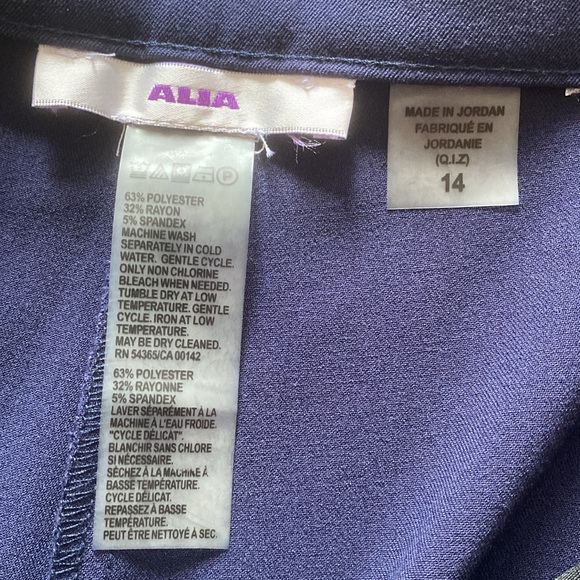 ALIA
MADE IN JORDAN
FABRIQUÉ EN
JORDANIE
(Q.I.Z)
14
63% POLYESTER
32% RAYON
5% SPANDEX
MACHINE WASH
SEPARATELY IN COLD
WATER. GENTLE CYCLE.
ONLY NON CHLORINE
BLEACH WHEN NEEDED.
TUMBLE DRY AT LOW
TEMPERATURE. GENTLE
CYCLE. IRON AT LOW
TEMPERATURE.
MAY BE DRY CLEANED.
RN 54365/CA 00142
63% POLYESTER
32% RAYONNE
5% SPANDEX
LAVER SÉPARÉMENT À LA
MACHINE À L'EAU FROIDE.
"CYCLE DÉLICAT".
BLANCHIR SANS CHLORE
SI NÉCESSAIRE.
SÉCHEZ À LA MACHINE À
BASSE TEMPÉRATURE.
CYCLE DÉLICAT.
REPASSEZ À BASSE
TEMPÉRATURE.
PEUT ÊTRE NETTOYÉ À SEC.